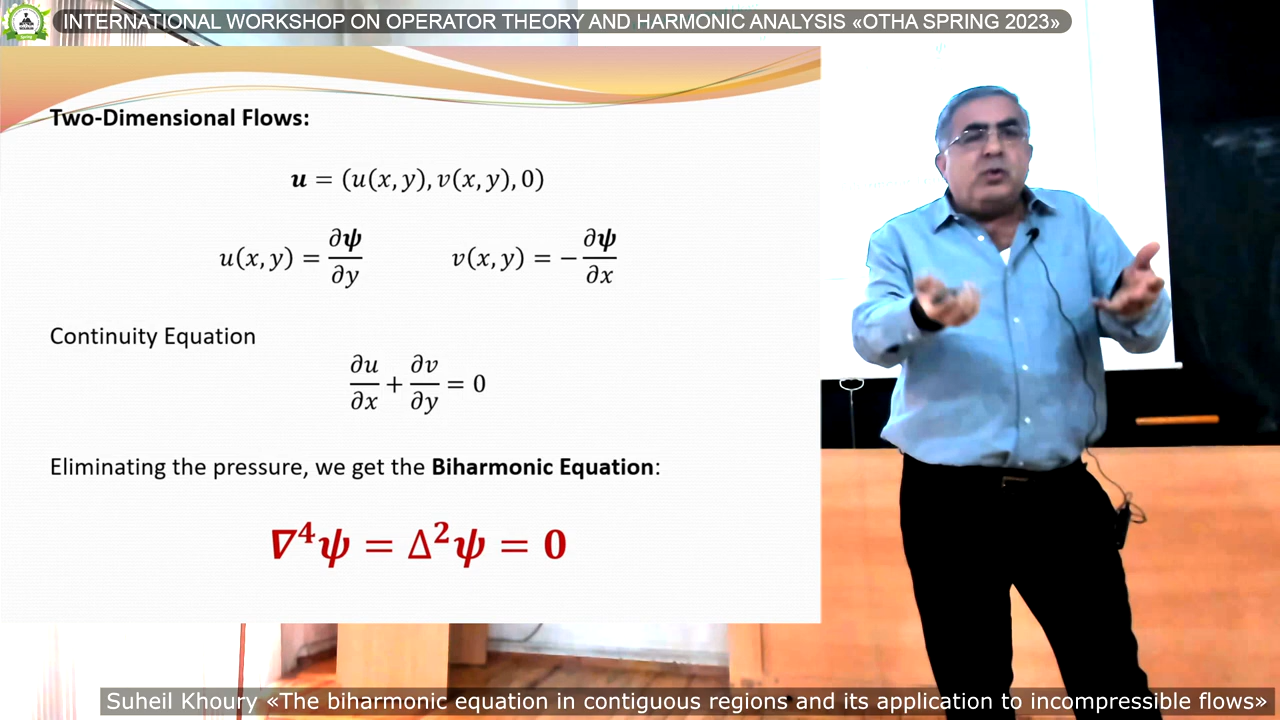 INTERNATIONAL WORKSHOP ON OPERATOR THEORY AND HARMONIC ANALYSIS «OTHA SPRING 2023»
Two-Dimensional Flows:
𝒖 = (u(x, y), v(x, y), 0)
u(x, y) = ∂𝝍/∂y    v(x, y) = − ∂𝝍/∂x
Continuity Equation
∂u/∂x + ∂v/∂y = 0
Eliminating the pressure, we get the Biharmonic Equation:
∇⁴𝝍 = Δ²𝝍 = 0
Suheil Khoury «The biharmonic equation in contiguous regions and its application to incompressible flows»